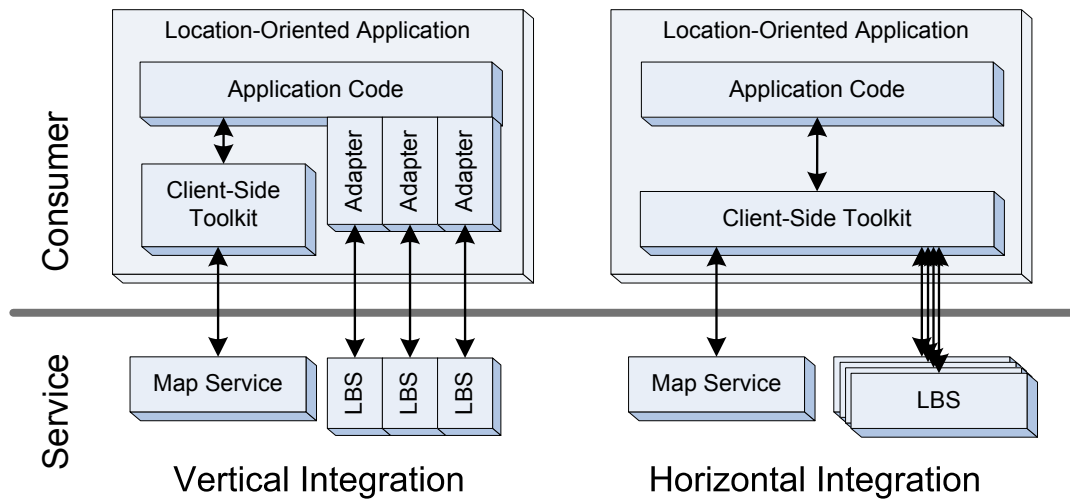 Location-Oriented Application
Application Code
Client-Side
Toolkit
Adapter
Adapter
Adapter
Map Service
LBS
LBS
LBS
Vertical Integration
Location-Oriented Application
Application Code
Client-Side Toolkit
Map Service
LBS
Horizontal Integration
Consumer
Service